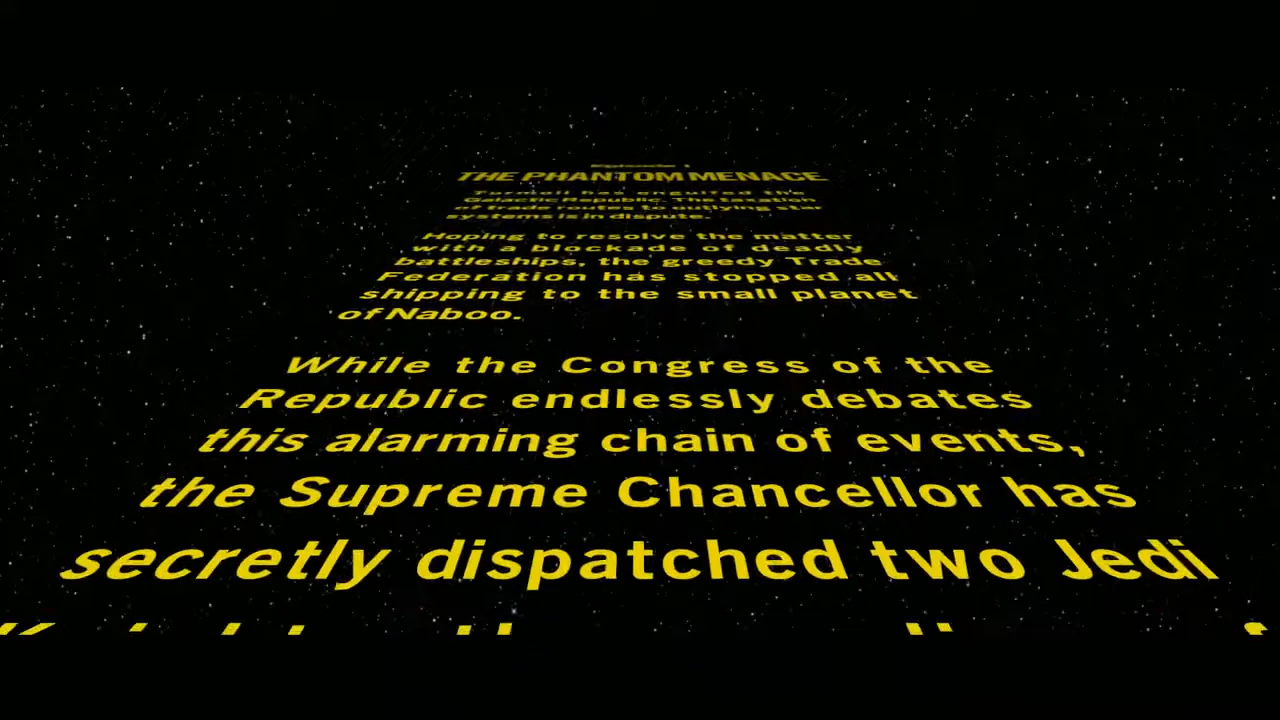 Episode I
THE PHANTOM MENACE
Turmoil has engulfed the
Galactic Republic. The taxation
of trade routes to outlying star
systems is in dispute.
Hoping to resolve the matter
with a blockade of deadly
battleships, the greedy Trade
Federation has stopped all
shipping to the small planet
of Naboo.
While the Congress of the
Republic endlessly debates
this alarming chain of events,
the Supreme Chancellor has
secretly dispatched two Jedi